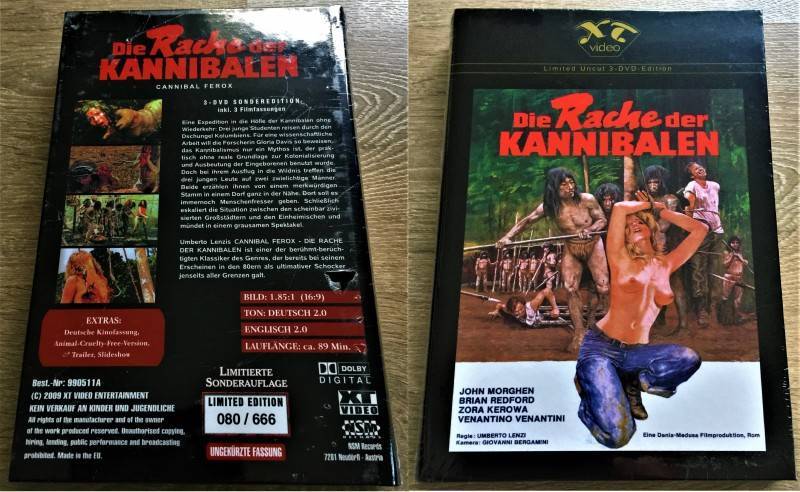 Die Rache der
KANNIBALEN
CANNIBAL FEROX
3-DVD SONDEREDITION:
inkl. 3 Filmfassungen
Eine Expedition in die Hölle der Kannibalen ohne
Wiederkehr: Drei junge Studenten reisen durch den
Dschungel Kolumbiens. Für eine wissenschaftliche
Arbeit will die Forscherin Gloria Davis so beweisen,
das Kannibalismus nur ein Mythos ist, der prak-
tisch ohne reale Grundlage zur Kolonialisierung
und Ausbeutung der Eingeborenen benutzt wurde.
Doch bei ihrem Ausflug in die Wildnis treffen die
drei jungen Leute auf zwei zwielichtige Männer.
Beide erzählen ihnen von einem merkwürdigen
Stamm in einem Dorf ganz in der Nähe. Dort soll es
immernoch Menschenfresser geben. Schließlich
eskaliert die Situation zwischen den scheinbar zivi-
sierten Großstädtern und den Einheimischen und
mündet in einem grausamen Spektakel.
Umberto Lenzis CANNIBAL FEROX - DIE RACHE
DER KANNIBALEN ist einer der berühmt-berüch-
tigten Klassiker des Genres, der bereits bei seinem
Erscheinen in den 80ern als ultimativer Schocker
jenseits aller Grenzen galt.
BILD: 1.85:1 (16:9)
TON: DEUTSCH 2.0
ENGLISCH 2.0
LAUFLÄNGE: ca. 89 Min.
EXTRAS:
Deutsche Kinofassung,
Animal-Cruelty-Free-Version,
Trailer, Slideshow
Best.-Nr: 990511A
(C) 2009 XT VIDEO ENTERTAINMENT
KEIN VERKAUF AN KINDER UND JUGENDLICHE
All rights of the manufacturer and of the owner
of the work produced reserved. Unauthorised copying,
hiring, lending, public performance and broadcasting
prohibited. Made in the EU.
LIMITIERTE
SONDERAUFLAGE
LIMITED EDITION
080 / 666
UNGEKÜRZTE FASSUNG
DOLBY
DIGITAL
XT
VIDEO
NSM
RECORDS
NSM Records
7201 Neudörfl - Austria
XT
video
Limited Uncut 3-DVD-Edition
Die Rache der
KANNIBALEN
JOHN MORGHEN
BRIAN REDFORD
ZORA KEROWA
VENANTINO VENANTINI
Regie: UMBERTO LENZI
Kamera: GIOVANNI BERGAMINI
Eine Dania-Medusa Filmproduktion, Rom